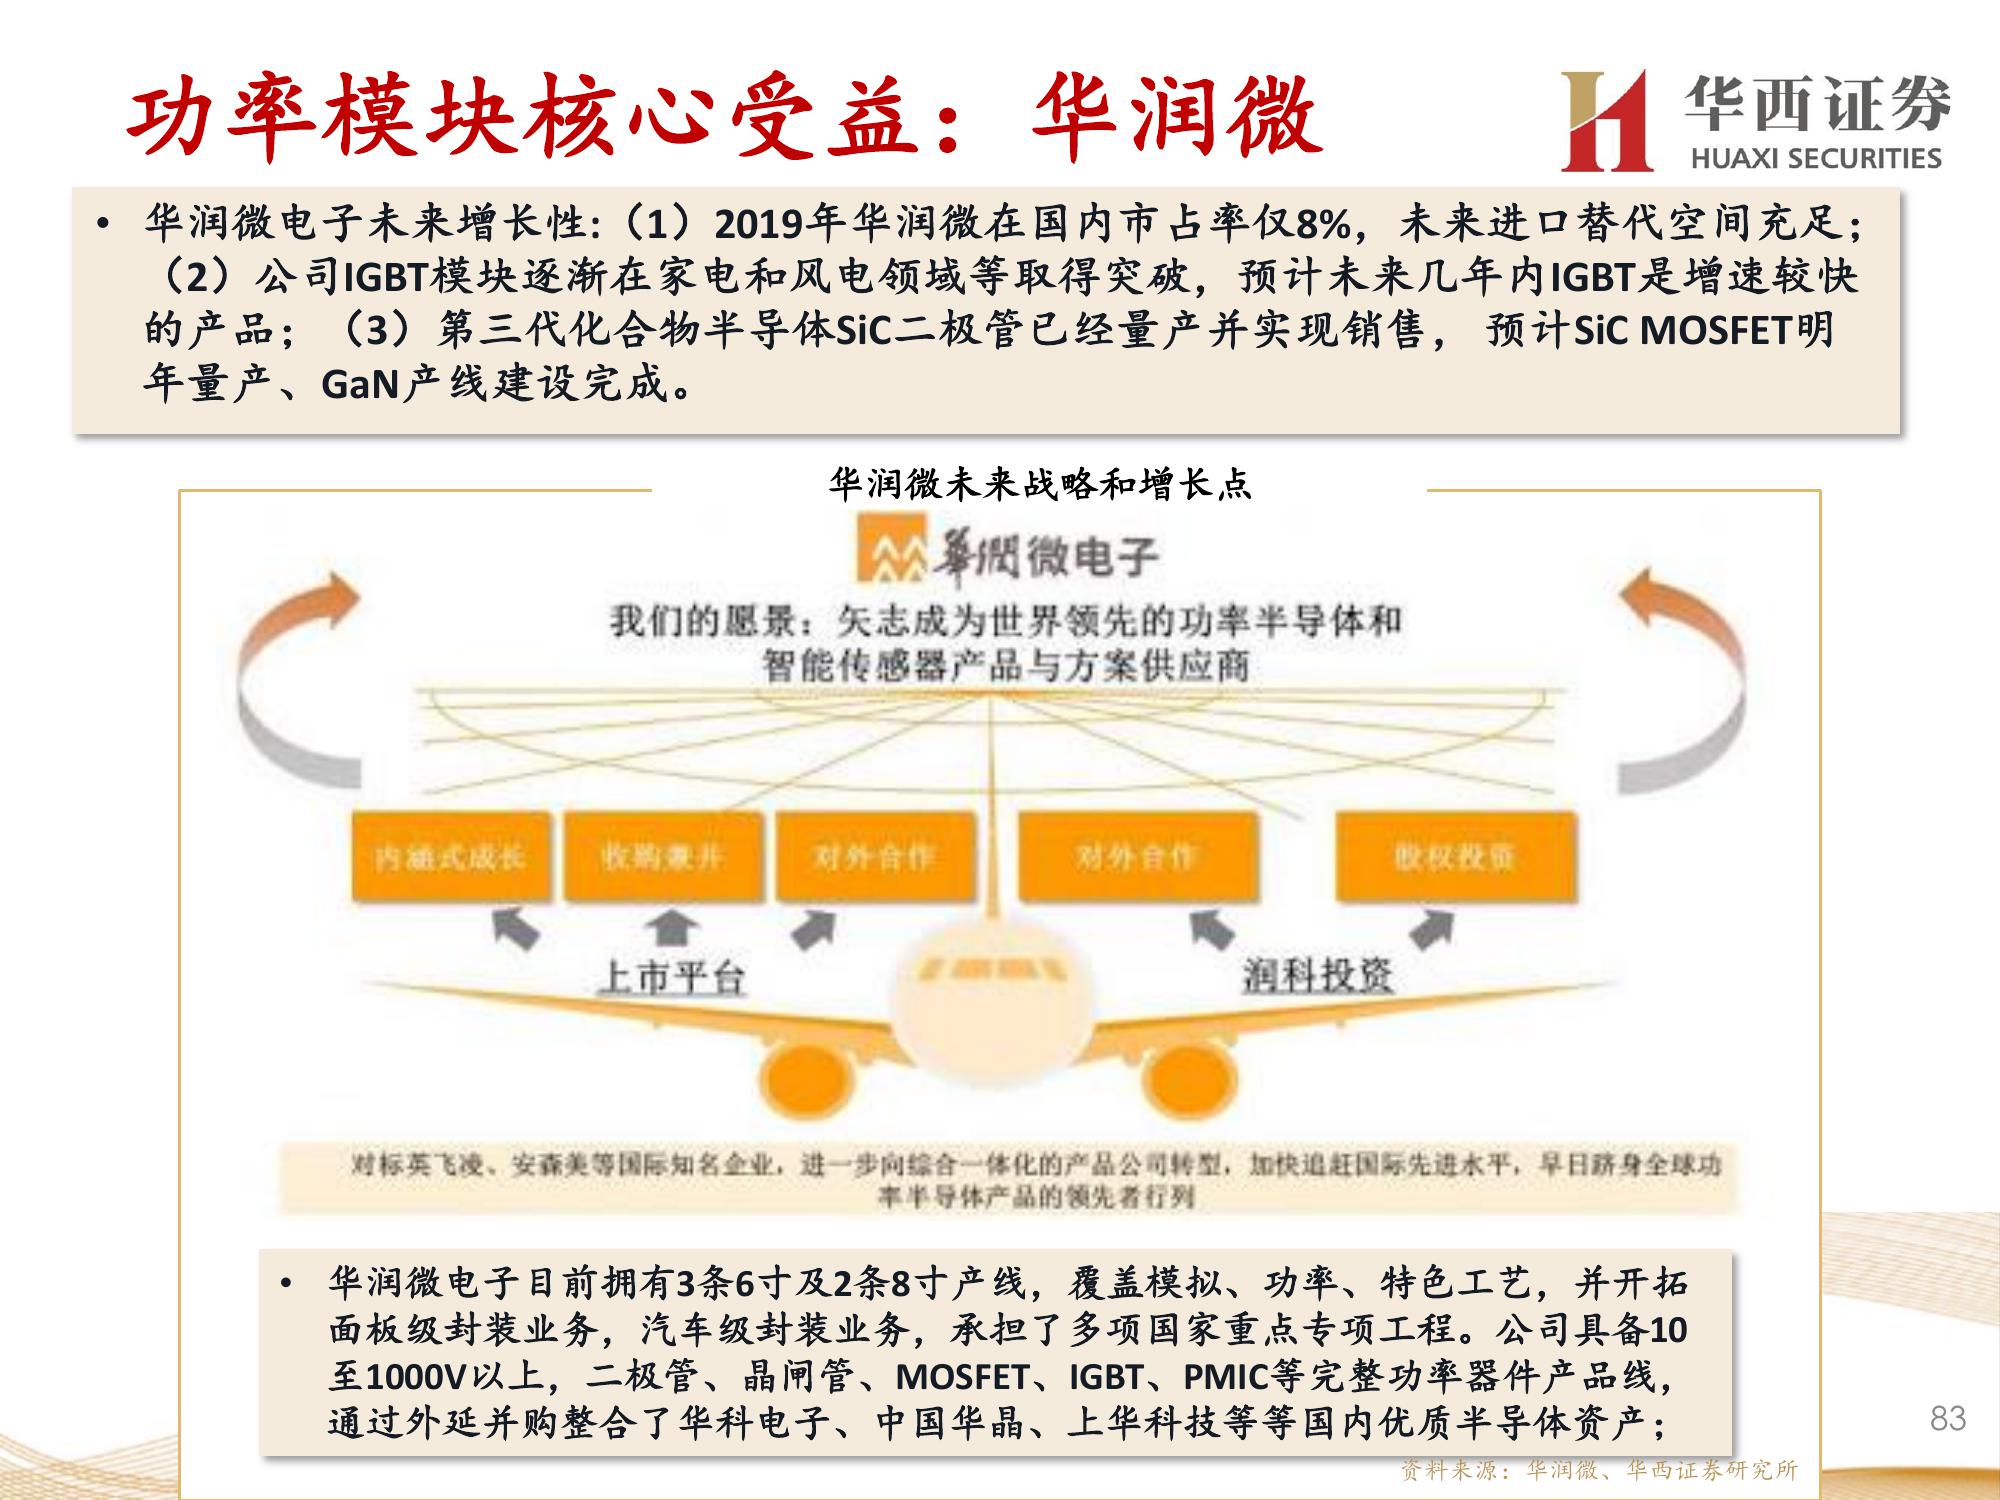 功率模块核心受益：华润微
华西证券
HUAXI SECURITIES
• 华润微电子未来增长性:（1）2019年华润微在国内市占率仅8%，未来进口替代空间充足；
（2）公司IGBT模块逐渐在家电和风电领域等取得突破，预计未来几年内IGBT是增速较快
的产品；（3）第三代化合物半导体SiC二极管已经量产并实现销售， 预计SiC MOSFET明
年量产、GaN产线建设完成。
华润微未来战略和增长点
華潤微电子
我们的愿景：矢志成为世界领先的功率半导体和
智能传感器产品与方案供应商
内涵式成长
收购兼并
对外合作
对外合作
股权投资
上市平台
润科投资
对标英飞凌、安森美等国际知名企业，进一步向综合一体化的产品公司转型，加快追赶国际先进水平，早日跻身全球功
率半导体产品的领先者行列
• 华润微电子目前拥有3条6寸及2条8寸产线，覆盖模拟、功率、特色工艺，并开拓
面板级封装业务，汽车级封装业务，承担了多项国家重点专项工程。公司具备10
至1000V以上，二极管、晶闸管、MOSFET、IGBT、PMIC等完整功率器件产品线，
通过外延并购整合了华科电子、中国华晶、上华科技等等国内优质半导体资产；
83
资料来源：华润微、华西证券研究所